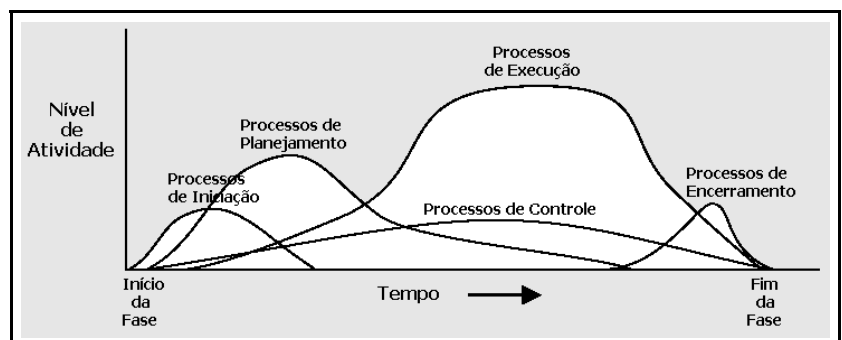 Processos
de Execução
Nível
de
Atividade
Processos de
Planejamento
Processos
de Iniciação
Processos de
Encerramento
Processos de Controle
Início
da
Fase
Tempo
Fim
da
Fase